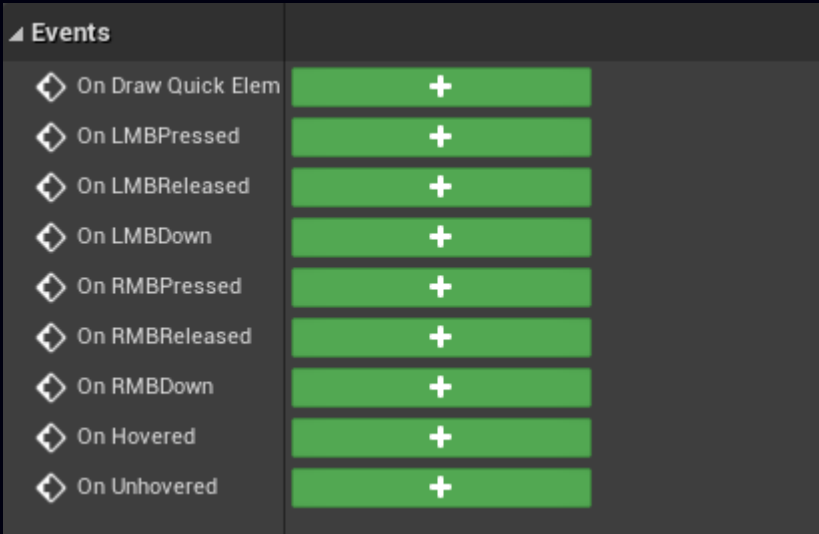 Events
On Draw Quick Elem
On LMBPressed
On LMBReleased
On LMBDown
On RMBPressed
On RMBReleased
On RMBDown
On Hovered
On Unhovered